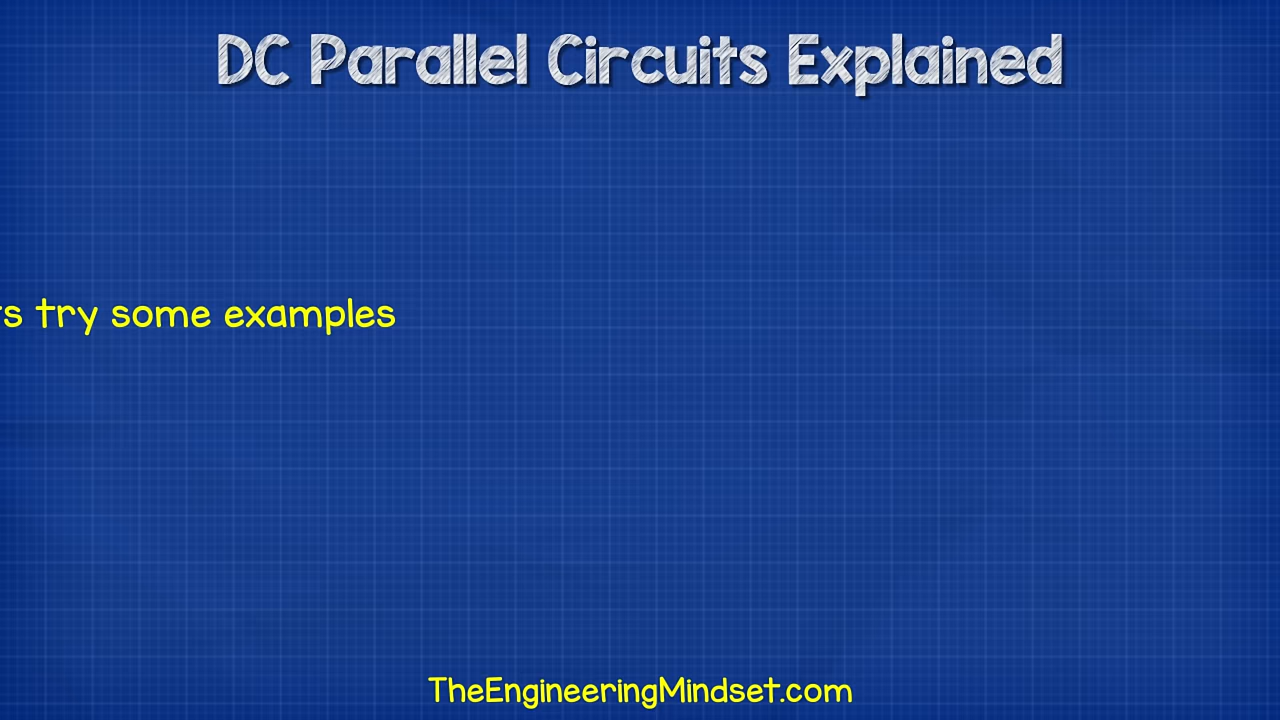 DC Parallel Circuits Explained
try some examples
TheEngineeringMindset.com